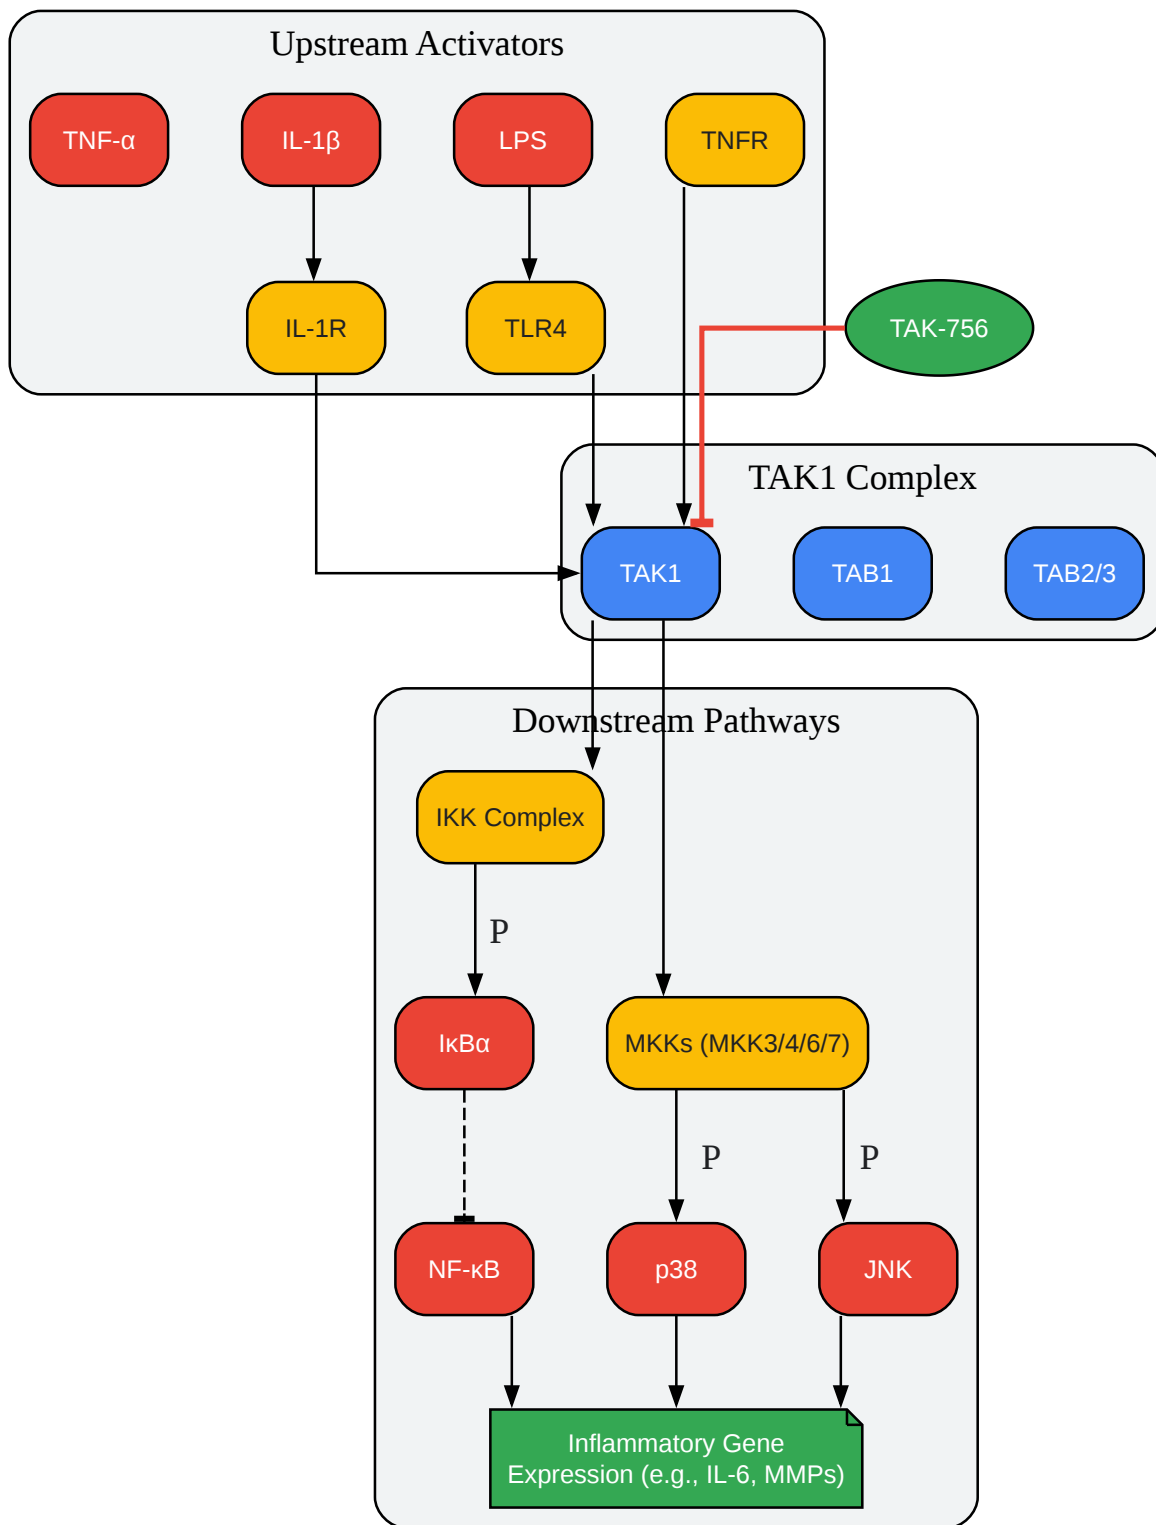 Upstream Activators
TNF-α
IL-1β
LPS
TNFR
IL-1R
TLR4
TAK-756
TAK1 Complex
TAK1
TAB1
TAB2/3
Downstream Pathways
IKK Complex
P
IκBα
MKKs (MKK3/4/6/7)
P
P
NF-κB
p38
JNK
Inflammatory Gene
Expression (e.g., IL-6, MMPs)